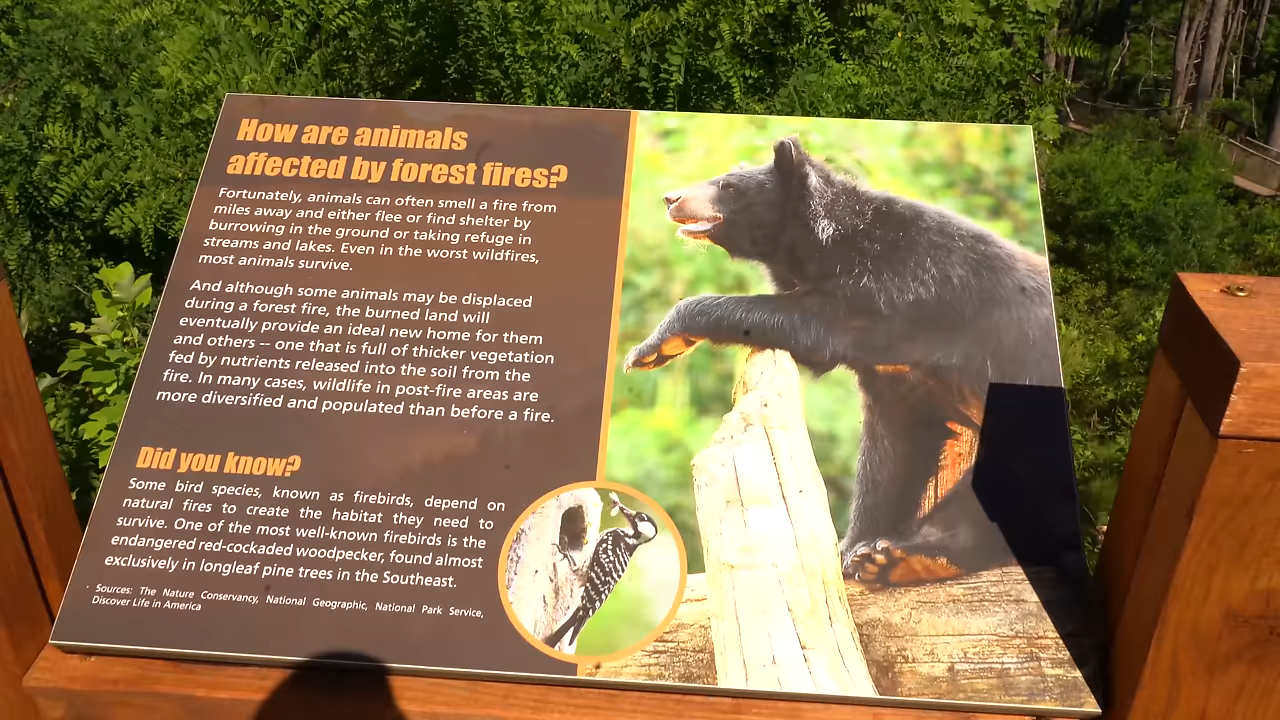 How are animals
affected by forest fires?
Fortunately, animals can often smell a fire from
miles away and either flee or find shelter by
burrowing in the ground or taking refuge in
streams and lakes. Even in the worst wildfires,
most animals survive.
And although some animals may be displaced
during a forest fire, the burned land will
eventually provide an ideal new home for them
and others -- one that is full of thicker vegetation
fed by nutrients released into the soil from the
fire. In many cases, wildlife in post-fire areas are
more diversified and populated than before a fire.
Did you know?
Some bird species, known as firebirds, depend on
natural fires to create the habitat they need to
survive. One of the most well-known firebirds is the
endangered red-cockaded woodpecker, found almost
exclusively in longleaf pine trees in the Southeast.
Sources: The Nature Conservancy, National Geographic, National Park Service,
Discover Life in America